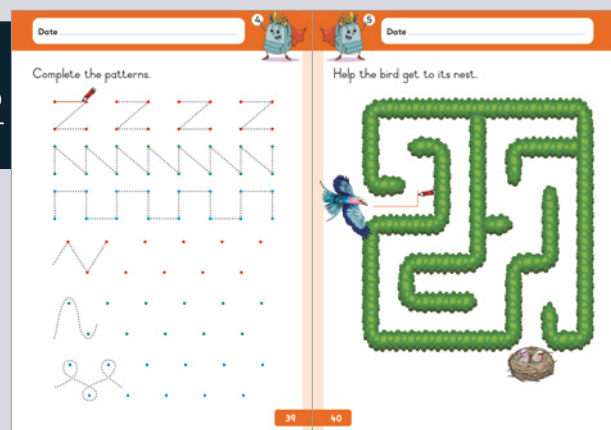 4
Date
Complete the patterns.
39
5
Date
Help the bird get to its nest.
40